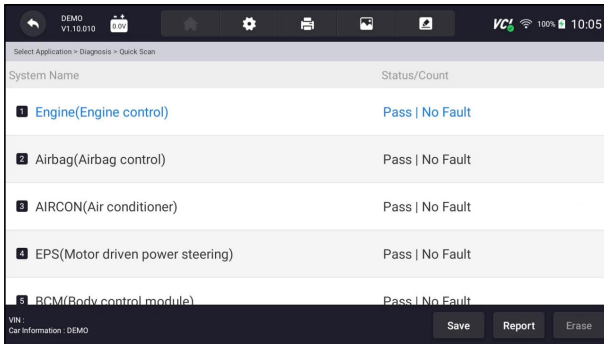 DEMO
V1.10.010
0.0V
VCI 100% 10:05
Select Application > Diagnosis > Quick Scan
System Name Status/Count
1 Engine(Engine control) Pass | No Fault
2 Airbag(Airbag control) Pass | No Fault
3 AIRCON(Air conditioner) Pass | No Fault
4 EPS(Motor driven power steering) Pass | No Fault
5 BCM(Body control module) Pass | No Fault
VIN :
Car Information : DEMO
Save Report Erase